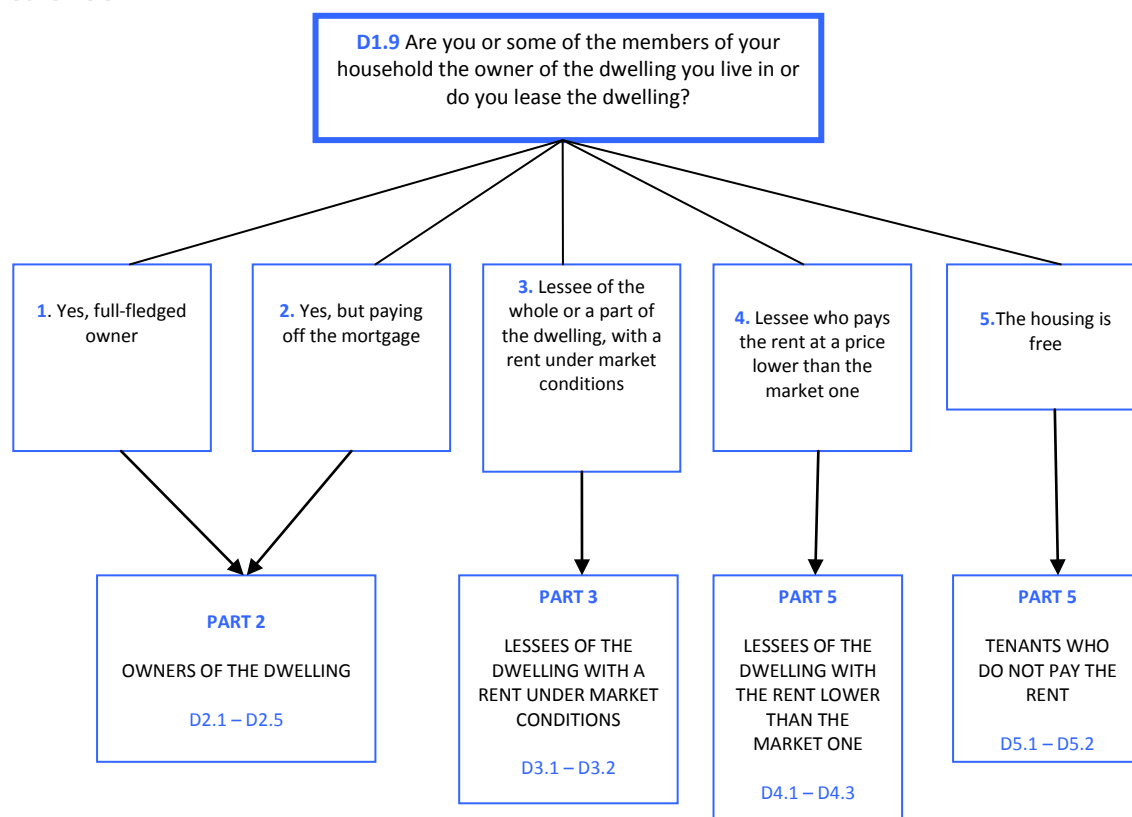 D1.9 Are you or some of the members of your
household the owner of the dwelling you live in or
do you lease the dwelling?
1. Yes, full-fledged
owner
2. Yes, but paying
off the mortgage
3. Lessee of the
whole or a part of
the dwelling, with a
rent under market
conditions
4. Lessee who pays
the rent at a price
lower than the
market one
5.The housing is
free
PART 2
OWNERS OF THE DWELLING
D2.1 – D2.5
PART 3
LESSEES OF THE
DWELLING WITH A
RENT UNDER MARKET
CONDITIONS
D3.1 – D3.2
PART 5
LESSEES OF THE
DWELLING WITH
THE RENT LOWER
THAN THE
MARKET ONE
D4.1 – D4.3
PART 5
TENANTS WHO
DO NOT PAY THE
RENT
D5.1 – D5.2